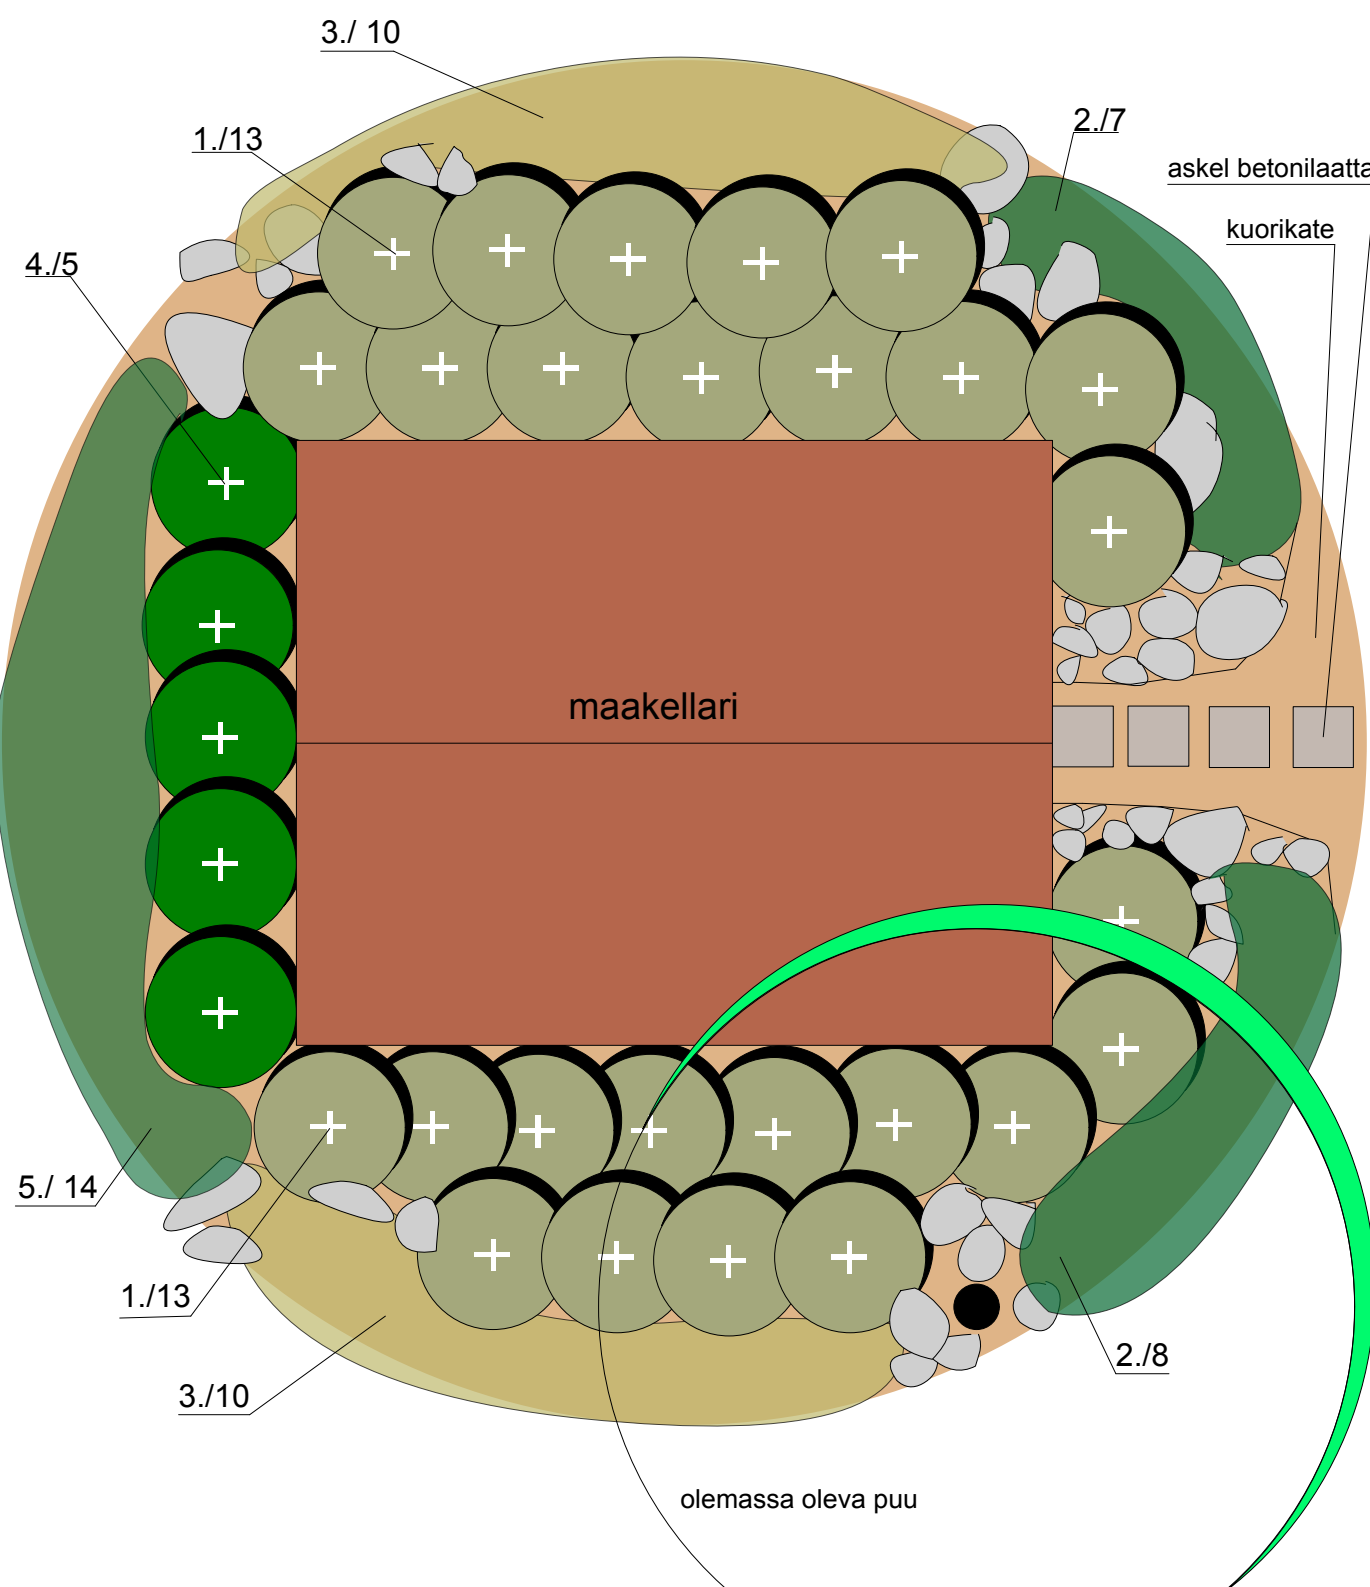 3./ 10
2./7
1./13
askel betonilaatta
kuorikate
4./5
maakellari
5./ 14
1./13
2./8
3./10
olemassa oleva puu